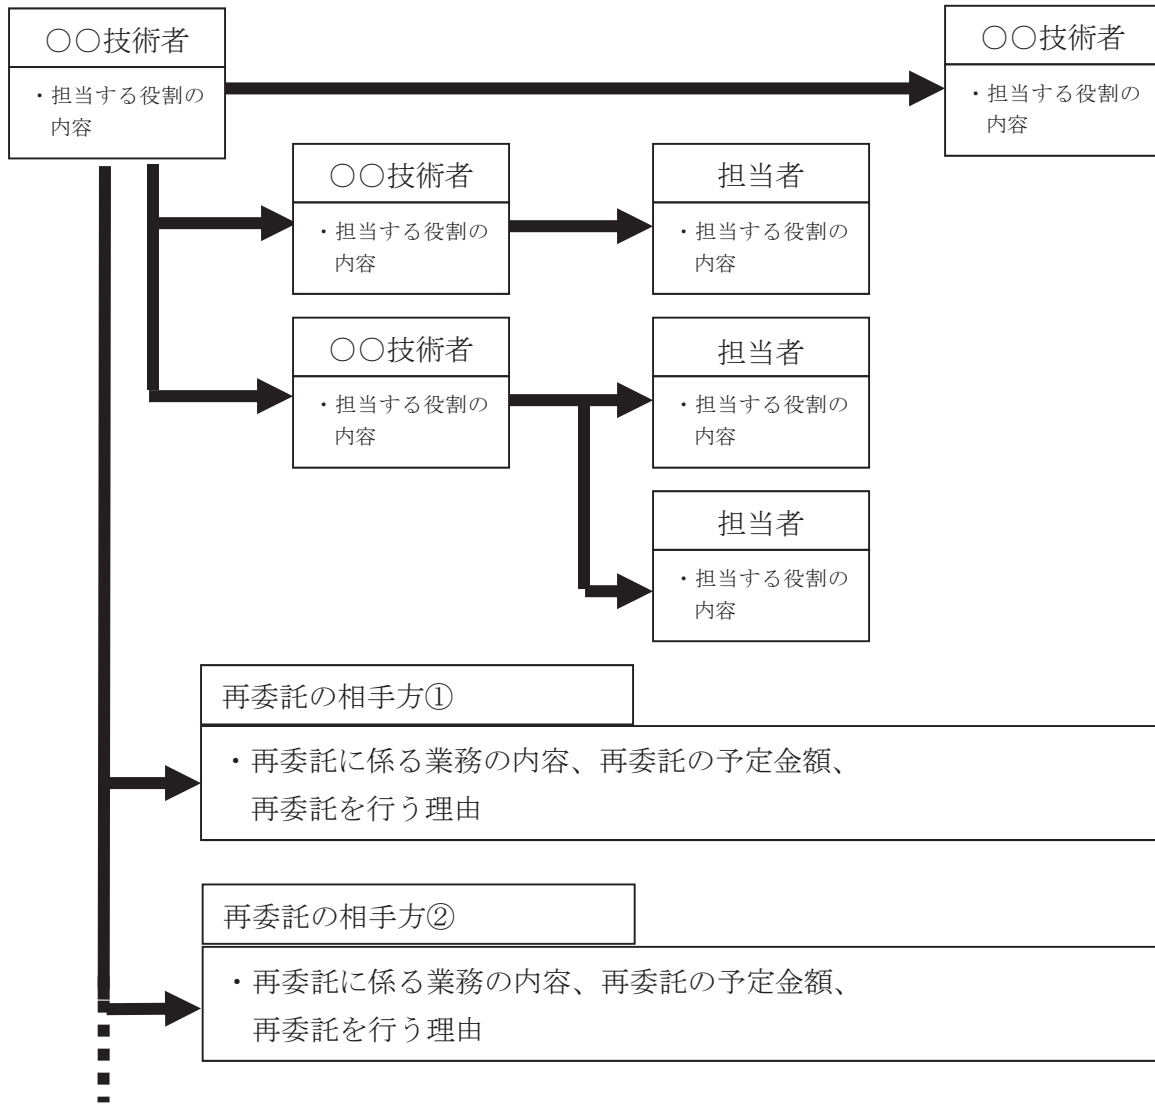 〇〇技術者
・担当する役割の
内容
〇〇技術者
・担当する役割の
内容
〇〇技術者
・担当する役割の
内容
担当者
・担当する役割の
内容
〇〇技術者
・担当する役割の
内容
担当者
・担当する役割の
内容
担当者
・担当する役割の
内容
再委託の相手方①
・再委託に係る業務の内容、再委託の予定金額、
再委託を行う理由
再委託の相手方②
・再委託に係る業務の内容、再委託の予定金額、
再委託を行う理由